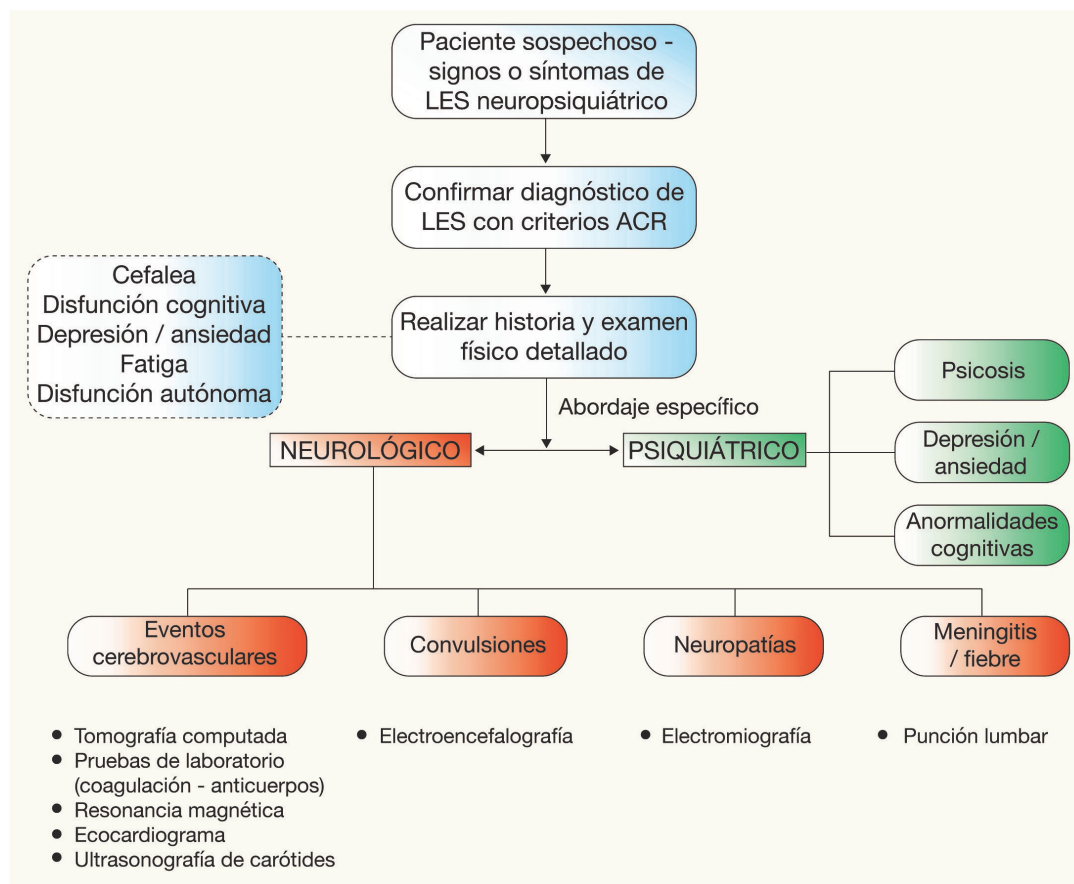 Paciente sospechoso -
signos o síntomas de
LES neuropsiquiátrico
Confirmar diagnóstico de
LES con criterios ACR
Cefalea
Disfunción cognitiva
Depresión / ansiedad
Fatiga
Disfunción autónoma
Realizar historia y examen
físico detallado
Abordaje específico
NEUROLÓGICO
PSIQUIÁTRICO
Psicosis
Depresión /
ansiedad
Anormalidades
cognitivas
Eventos
cerebrovasculares
Convulsiones
Neuropatías
Meningitis
/ fiebre
• Tomografía computada
• Pruebas de laboratorio
(coagulación - anticuerpos)
• Resonancia magnética
• Ecocardiograma
• Ultrasonografía de carótides
• Electroencefalografía
• Electromiografía
• Punción lumbar